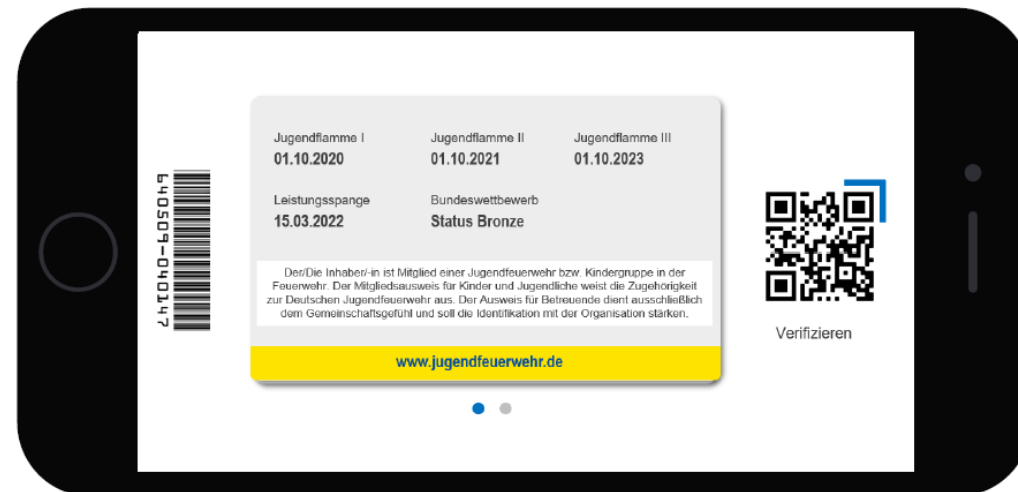 640509-040147
Jugendflamme I
01.10.2020
Jugendflamme II
01.10.2021
Jugendflamme III
01.10.2023
Leistungsspange
15.03.2022
Bundeswettbewerb
Status Bronze
Der/Die Inhaber/-in ist Mitglied einer Jugendfeuerwehr bzw. Kindergruppe in der
Feuerwehr. Der Mitgliedsausweis für Kinder und Jugendliche weist die Zugehörigkeit
zur Deutschen Jugendfeuerwehr aus. Der Ausweis für Betreuende dient ausschließlich
dem Gemeinschaftsgefühl und soll die Identifikation mit der Organisation stärken.
www.jugendfeuerwehr.de
Verifizieren